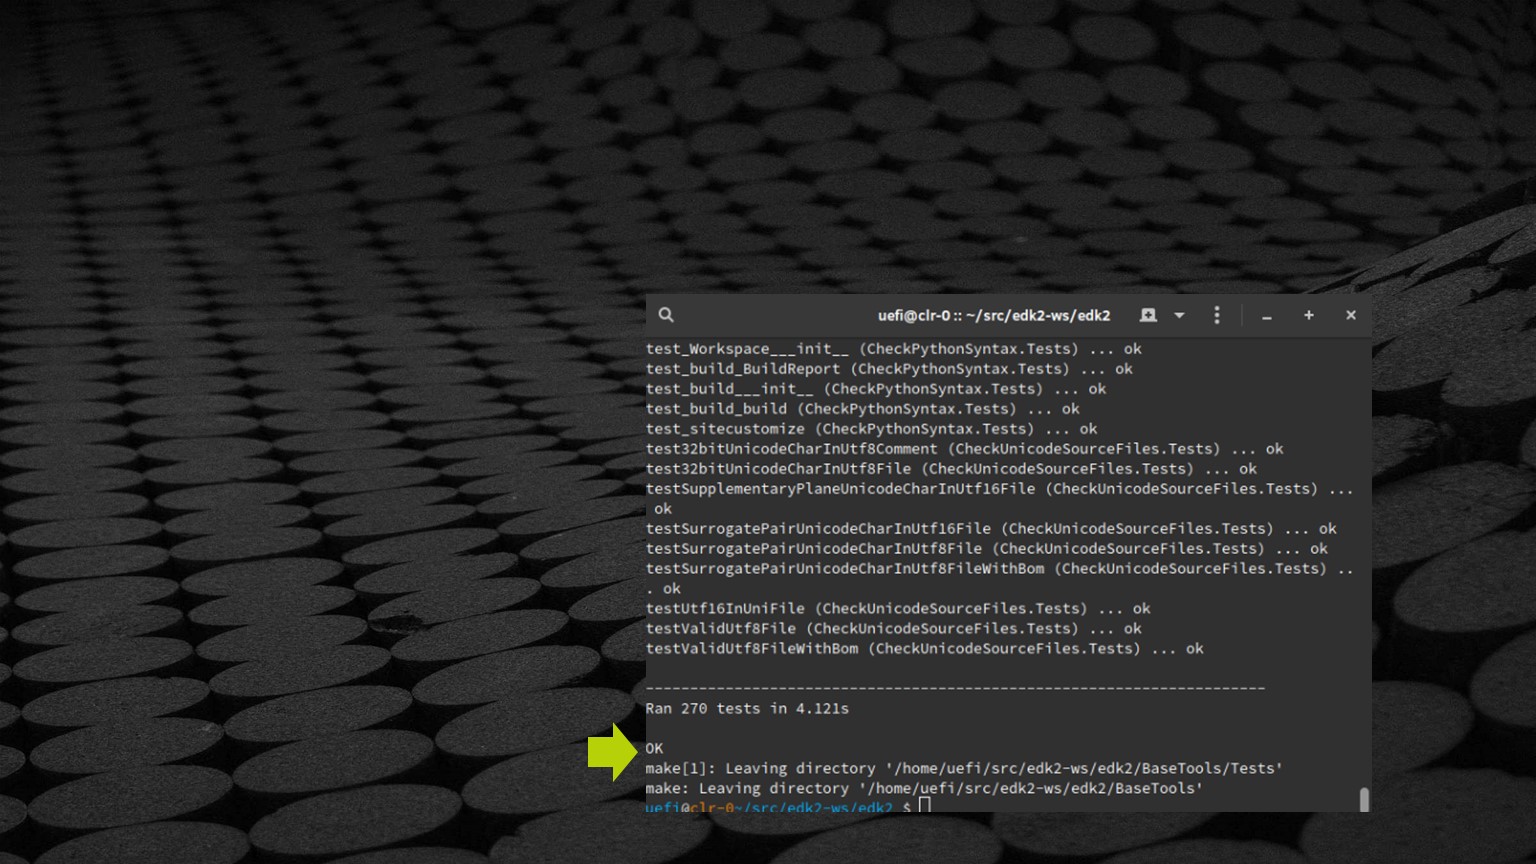 uefi@clr-0 :: ~/src/edk2-ws/edk2
test_Workspace___init__ (CheckPythonSyntax.Tests) ... ok
test_build_BuildReport (CheckPythonSyntax.Tests) ... ok
test_build___init__ (CheckPythonSyntax.Tests) ... ok
test_build_build (CheckPythonSyntax.Tests) ... ok
test_sitecustomize (CheckPythonSyntax.Tests) ... ok
test32bitUnicodeCharInUtf8Comment (CheckUnicodeSourceFiles.Tests) ... ok
test32bitUnicodeCharInUtf8File (CheckUnicodeSourceFiles.Tests) ... ok
testSupplementaryPlaneUnicodeCharInUtf16File (CheckUnicodeSourceFiles.Tests) ...
ok
testSurrogatePairUnicodeCharInUtf16File (CheckUnicodeSourceFiles.Tests) ... ok
testSurrogatePairUnicodeCharInUtf8File (CheckUnicodeSourceFiles.Tests) ... ok
testSurrogatePairUnicodeCharInUtf8FileWithBom (CheckUnicodeSourceFiles.Tests) ..
. ok
testUtf16InUniFile (CheckUnicodeSourceFiles.Tests) ... ok
testValidUtf8File (CheckUnicodeSourceFiles.Tests) ... ok
testValidUtf8FileWithBom (CheckUnicodeSourceFiles.Tests) ... ok
----------------------------------------------------------------------
Ran 270 tests in 4.121s
OK
make[1]: Leaving directory '/home/uefi/src/edk2-ws/edk2/BaseTools/Tests'
make: Leaving directory '/home/uefi/src/edk2-ws/edk2/BaseTools'
uefi@clr-0~/src/edk2-ws/edk2 $